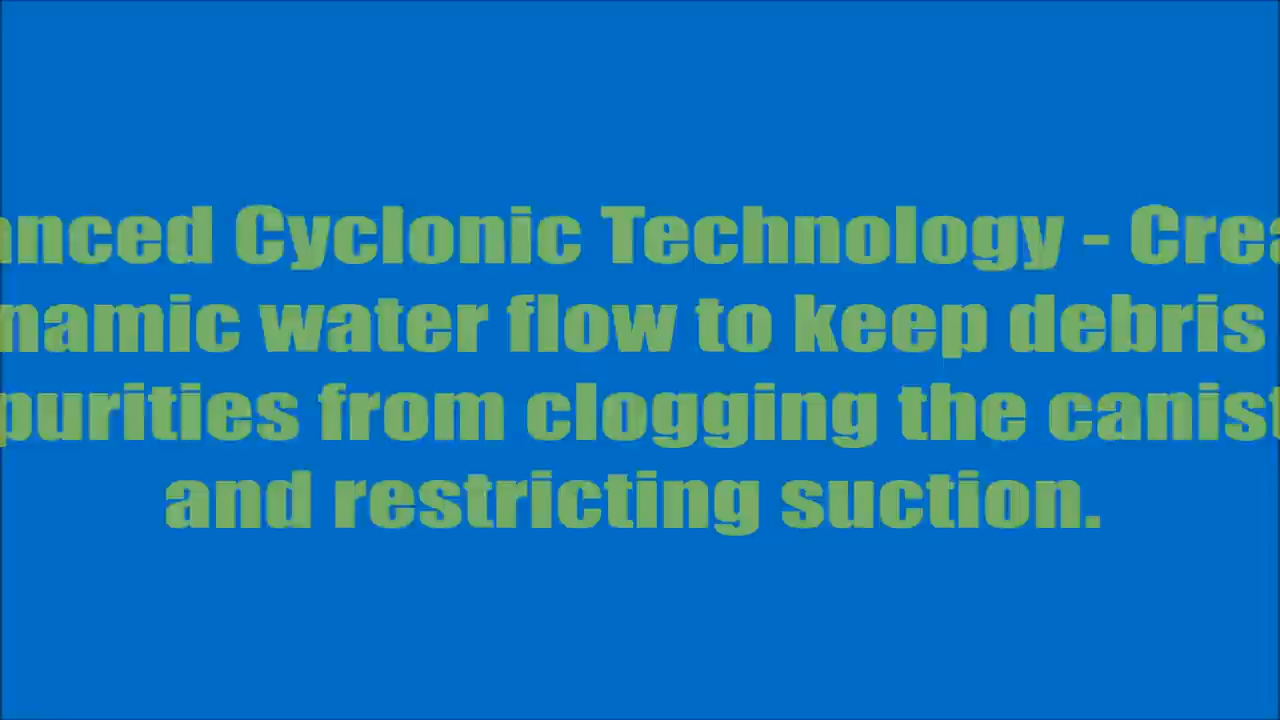 anced Cyclonic Technology - Crea
namic water flow to keep debris
purities from clogging the canist
and restricting suction.